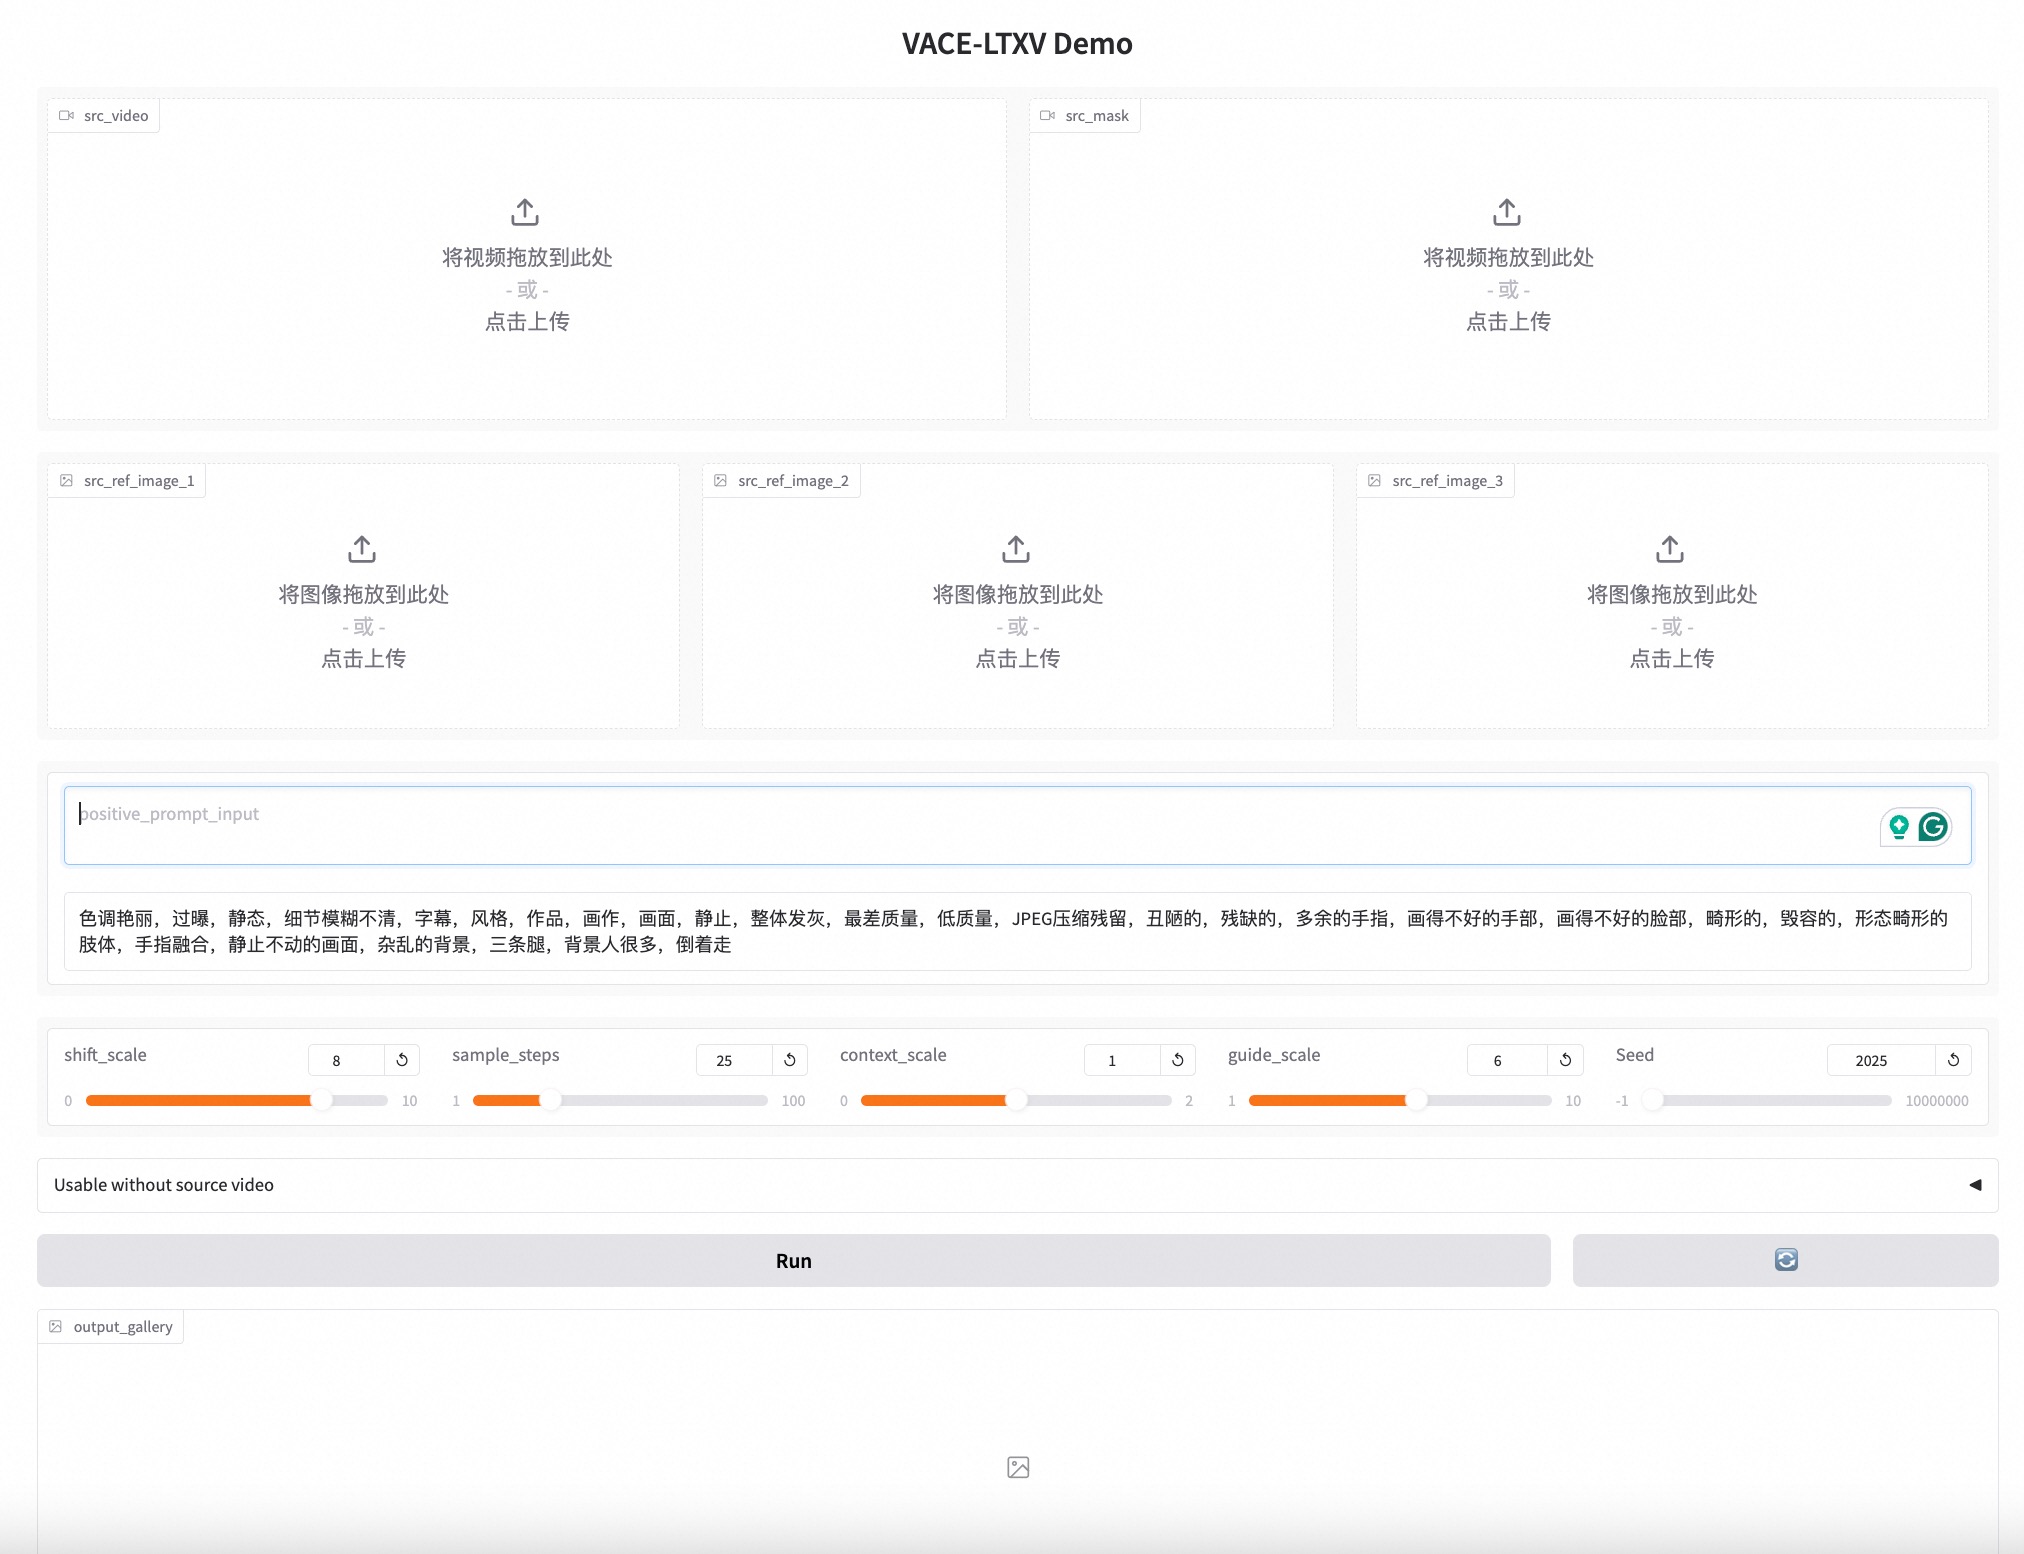 VACE-LTXV Demo
src_video
src_mask
将视频拖放到此处
- 或 -
点击上传
将视频拖放到此处
- 或 -
点击上传
src_ref_image_1
src_ref_image_2
src_ref_image_3
将图像拖放到此处
- 或 -
点击上传
将图像拖放到此处
- 或 -
点击上传
将图像拖放到此处
- 或 -
点击上传
positive_prompt_input
色调艳丽，过曝，静态，细节模糊不清，字幕，风格，作品，画作，画面，静止，整体发灰，最差质量，低质量，JPEG压缩残留，丑陋的，残缺的，多余的手指，画得不好的手部，画得不好的脸部，畸形的，毁容的，形态畸形的
肢体，手指融合，静止不动的画面，杂乱的背景，三条腿，背景人很多，倒着走
shift_scale 8
0 10
sample_steps 25
1 100
context_scale 1
0 2
guide_scale 6
1 10
Seed 2025
-1 10000000
Usable without source video
Run
output_gallery